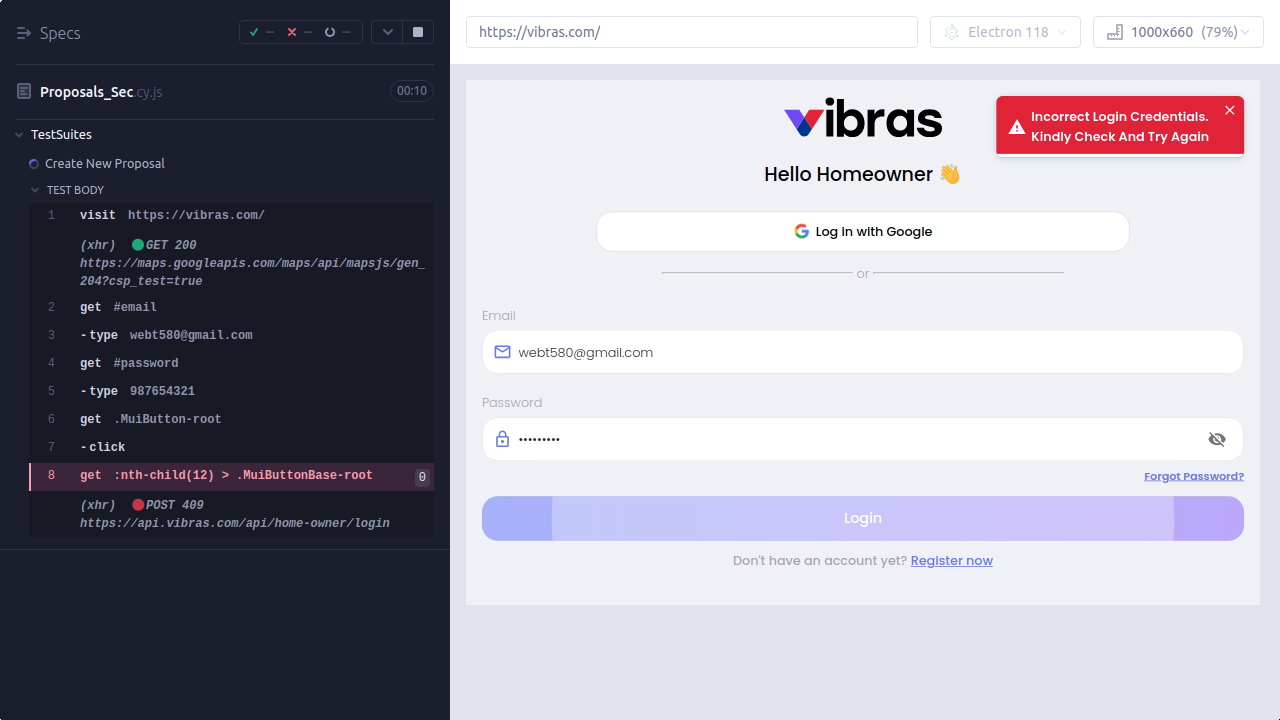 Specs
--
--
--
Proposals_Sec.cy.js
00:10
TestSuites
Create New Proposal
TEST BODY
1 visit https://vibras.com/
(xhr) GET 200
https://maps.googleapis.com/maps/api/mapsjs/gen_
204?csp_test=true
2 get #email
3 -type webt580@gmail.com
4 get #password
5 -type 987654321
6 get .MuiButton-root
7 -click
8 get :nth-child(12) > .MuiButtonBase-root 0
(xhr) POST 409
https://api.vibras.com/api/home-owner/login
https://vibras.com/
Electron 118
1000x660 (79%)
vibras
Incorrect Login Credentials.
Kindly Check And Try Again
Hello Homeowner 👋
Log In with Google
or
Email
webt580@gmail.com
Password
•••••••••
Forgot Password?
Login
Don't have an account yet? Register now